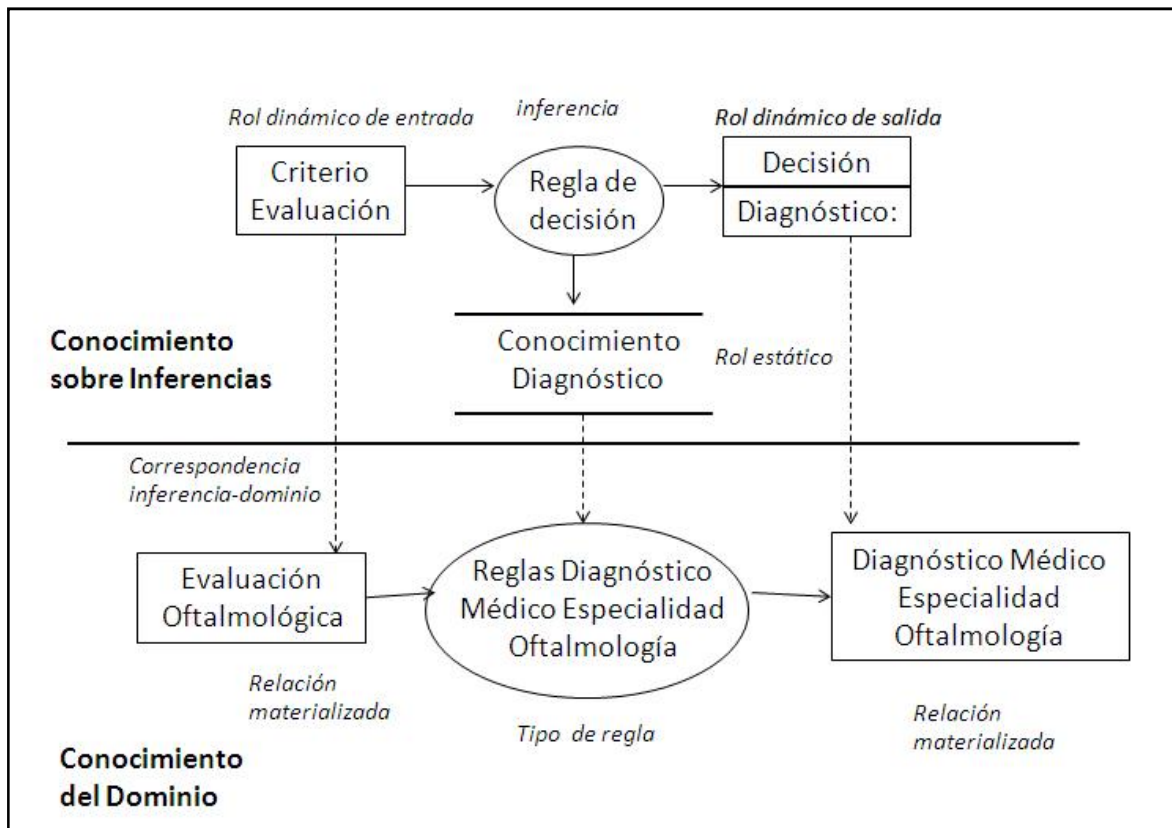 Rol dinámico de entrada
inferencia
Rol dinámico de salida
Criterio
Evaluación
Regla de
decisión
Decisión
Diagnóstico:
Conocimiento
sobre Inferencias
Conocimiento
Diagnóstico
Rol estático
Correspondencia
inferencia-dominio
Evaluación
Oftalmológica
Reglas Diagnóstico
Médico Especialidad
Oftalmología
Diagnóstico Médico
Especialidad
Oftalmología
Relación
materializada
Tipo de regla
Relación
materializada
Conocimiento
del Dominio